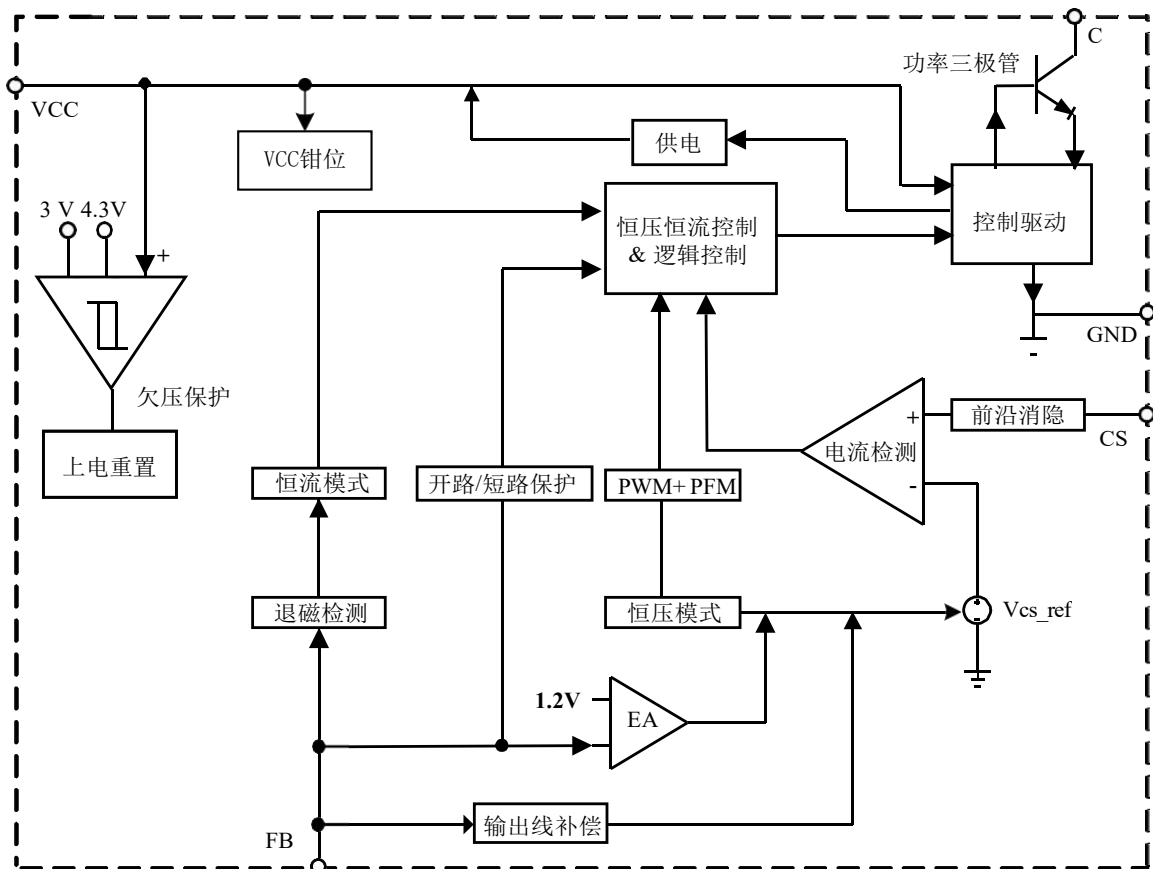 C
功率三极管
VCC
VCC钳位
供电
3 V 4.3V
+
恒压恒流控制
& 逻辑控制
控制驱动
GND
欠压保护
上电重置
前沿消隐
CS
+
电流检测
-
恒流模式
开路/短路保护
PWM+ PFM
退磁检测
恒压模式
Vcs_ref
1.2V
EA
输出线补偿
FB